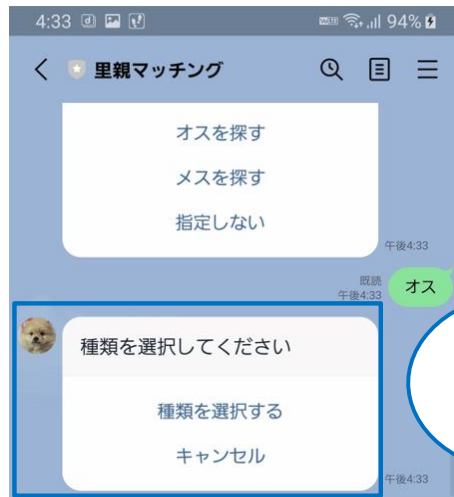 4:33 94%
里親マッチング
オスを探す
メスを探す
指定しない
午後4:33
既読
午後4:33
オス
種類を選択してください
種類を選択する
キャンセル
午後4:33